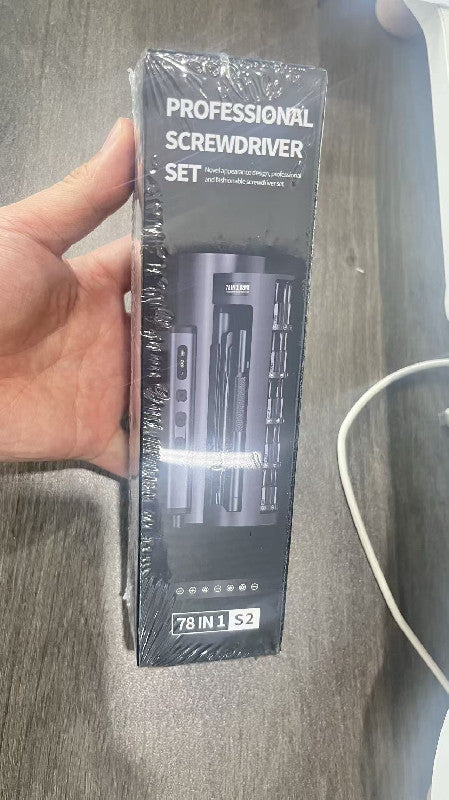 PROFESSIONAL
SCREWDRIVER
SET
Novel appearance design, professional
and fashionable screwdriver set
78 IN 1 S2